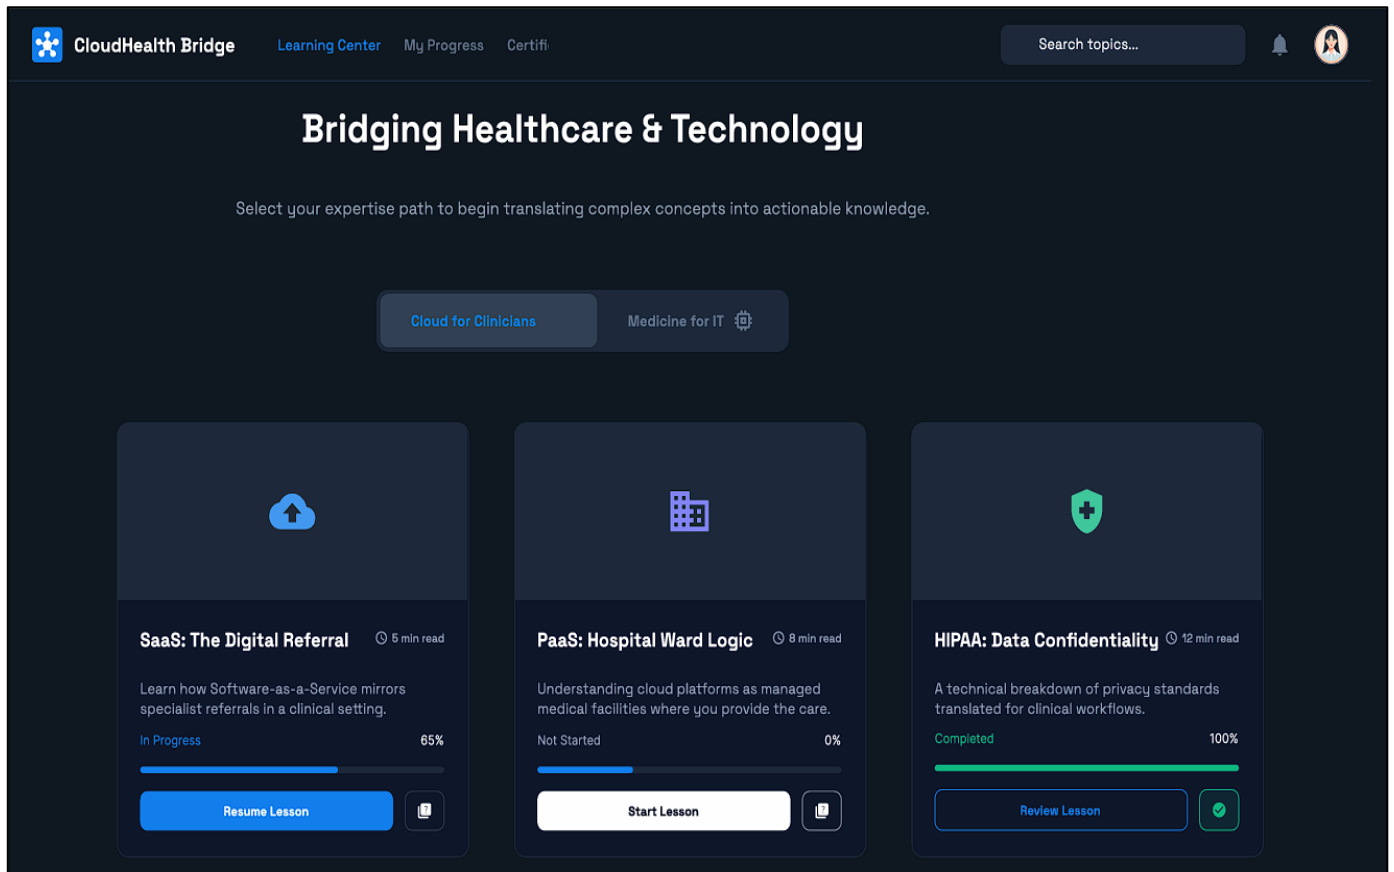 CloudHealth Bridge
Learning Center
My Progress
Certifi
Search topics...
Bridging Healthcare & Technology
Select your expertise path to begin translating complex concepts into actionable knowledge.
Cloud for Clinicians
Medicine for IT
SaaS: The Digital Referral
5 min read
Learn how Software-as-a-Service mirrors
specialist referrals in a clinical setting.
In Progress
65%
Resume Lesson
?
PaaS: Hospital Ward Logic
8 min read
Understanding cloud platforms as managed
medical facilities where you provide the care.
Not Started
0%
Start Lesson
?
HIPAA: Data Confidentiality
12 min read
A technical breakdown of privacy standards
translated for clinical workflows.
Completed
100%
Review Lesson